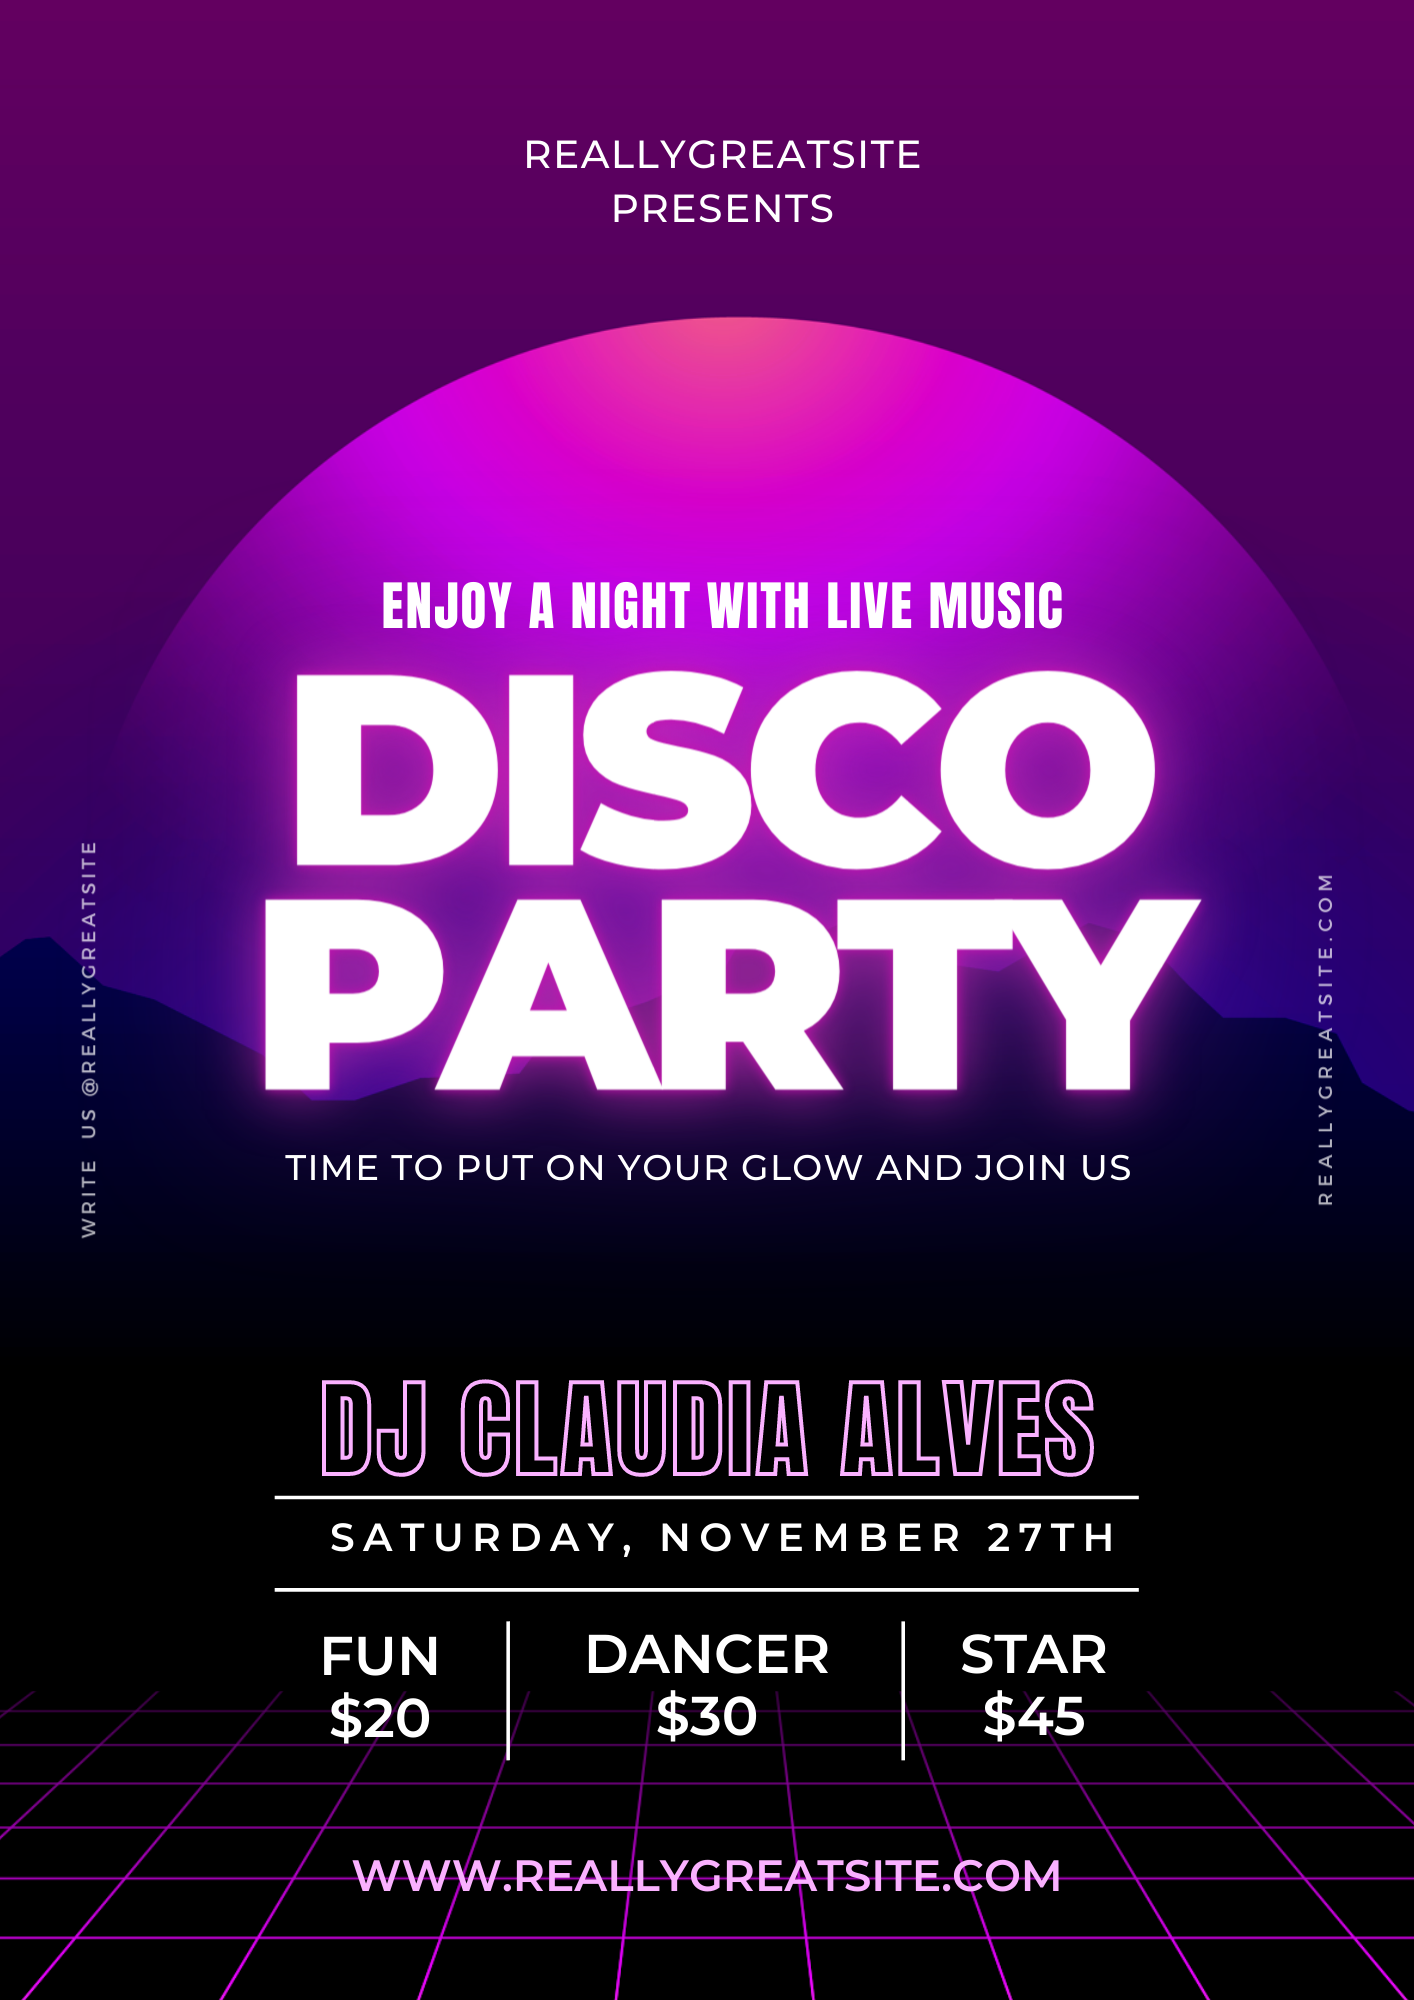 REALLYGREATSITE
PRESENTS
ENJOY A NIGHT WITH LIVE MUSIC
DISCO
PARTY
WRITE US @REALLYGREATSITE
REALLYGREATSITE.COM
TIME TO PUT ON YOUR GLOW AND JOIN US
DJ CLAUDIA ALVES
SATURDAY, NOVEMBER 27TH
FUN
$20
DANCER
$30
STAR
$45
WWW.REALLYGREATSITE.COM